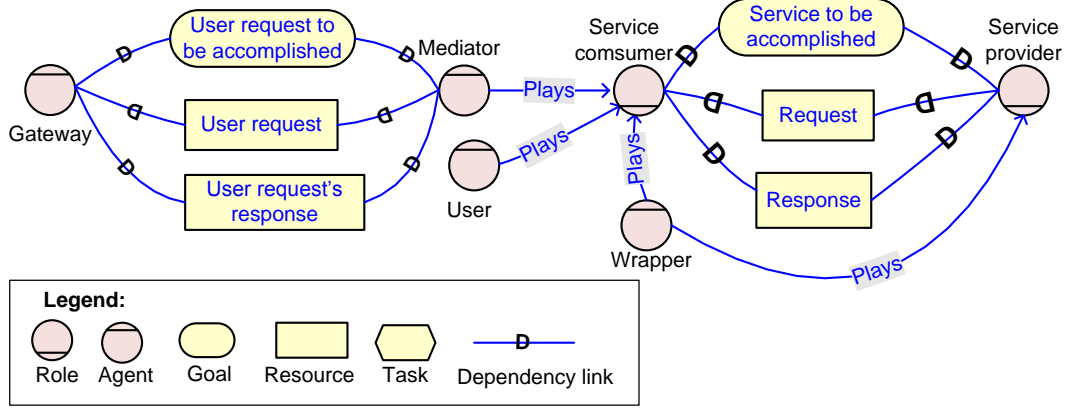 User request to
be accomplished
Mediator
Gateway
User request
User request's
response
User
Plays
Plays
Plays
Plays
Service
comsumer
Service to be
accomplished
Service
provider
Request
Response
Wrapper
D
D
D
D
D
D
D
D
D
D
D
D
Legend:
Role
Agent
Goal
Resource
Task
D
Dependency link